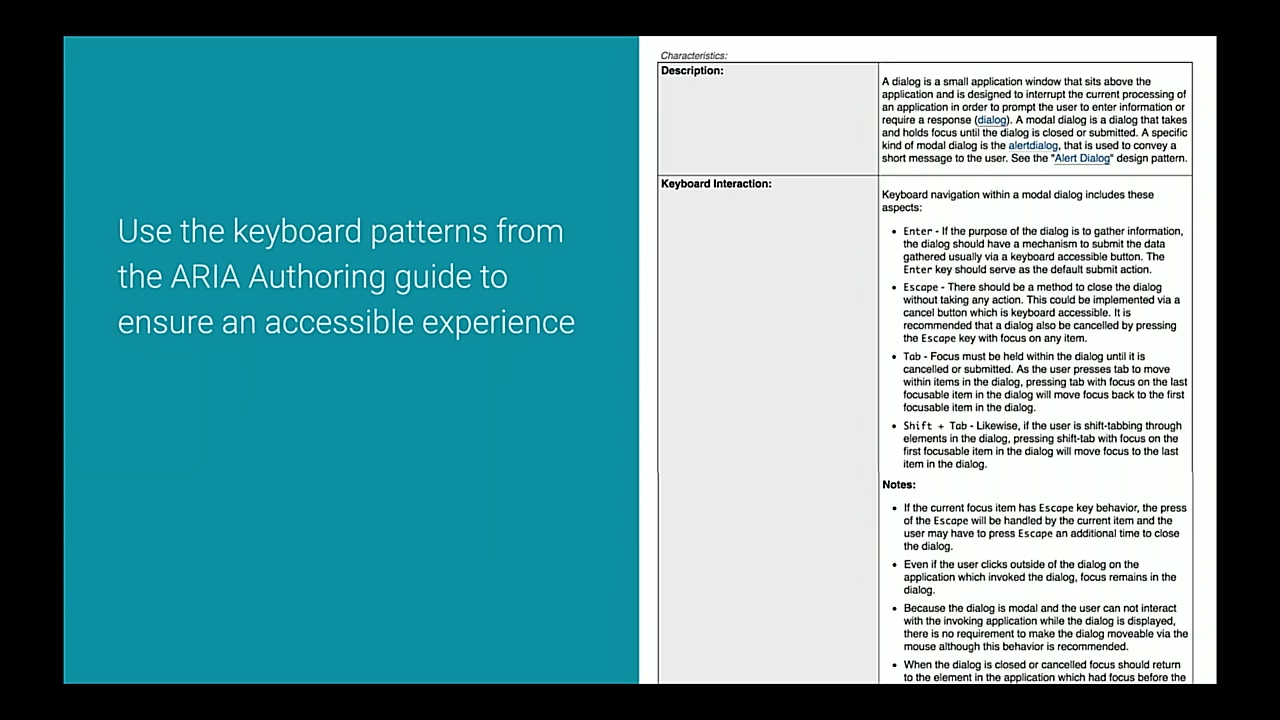 Use the keyboard patterns from
the ARIA Authoring guide to
ensure an accessible experience
Characteristics:
Description:
A dialog is a small application window that sits above the
application and is designed to interrupt the current processing of
an application in order to prompt the user to enter information or
require a response (dialog). A modal dialog is a dialog that takes
and holds focus until the dialog is closed or submitted. A specific
kind of modal dialog is the alertdialog, that is used to convey a
short message to the user. See the "Alert Dialog" design pattern.
Keyboard Interaction:
Keyboard navigation within a modal dialog includes these
aspects:
• Enter - If the purpose of the dialog is to gather information,
the dialog should have a mechanism to submit the data
gathered usually via a keyboard accessible button. The
Enter key should serve as the default submit action.
• Escape - There should be a method to close the dialog
without taking any action. This could be implemented via a
cancel button which is keyboard accessible. It is
recommended that a dialog also be cancelled by pressing
the Escape key with focus on any item.
• Tab - Focus must be held within the dialog until it is
cancelled or submitted. As the user presses tab to move
within items in the dialog, pressing tab with focus on the last
focusable item in the dialog will move focus back to the first
focusable item in the dialog.
• Shift + Tab - Likewise, if the user is shift-tabbing through
elements in the dialog, pressing shift-tab with focus on the
first focusable item in the dialog will move focus to the last
item in the dialog.
Notes:
• If the current focus item has Escape key behavior, the press
of the Escape will be handled by the current item and the
user may have to press Escape an additional time to close
the dialog.
• Even if the user clicks outside of the dialog on the
application which invoked the dialog, focus remains in the
dialog.
• Because the dialog is modal and the user can not interact
with the invoking application while the dialog is displayed,
there is no requirement to make the dialog moveable via the
mouse although this behavior is recommended.
• When the dialog is closed or cancelled focus should return
to the element in the application which had focus before the